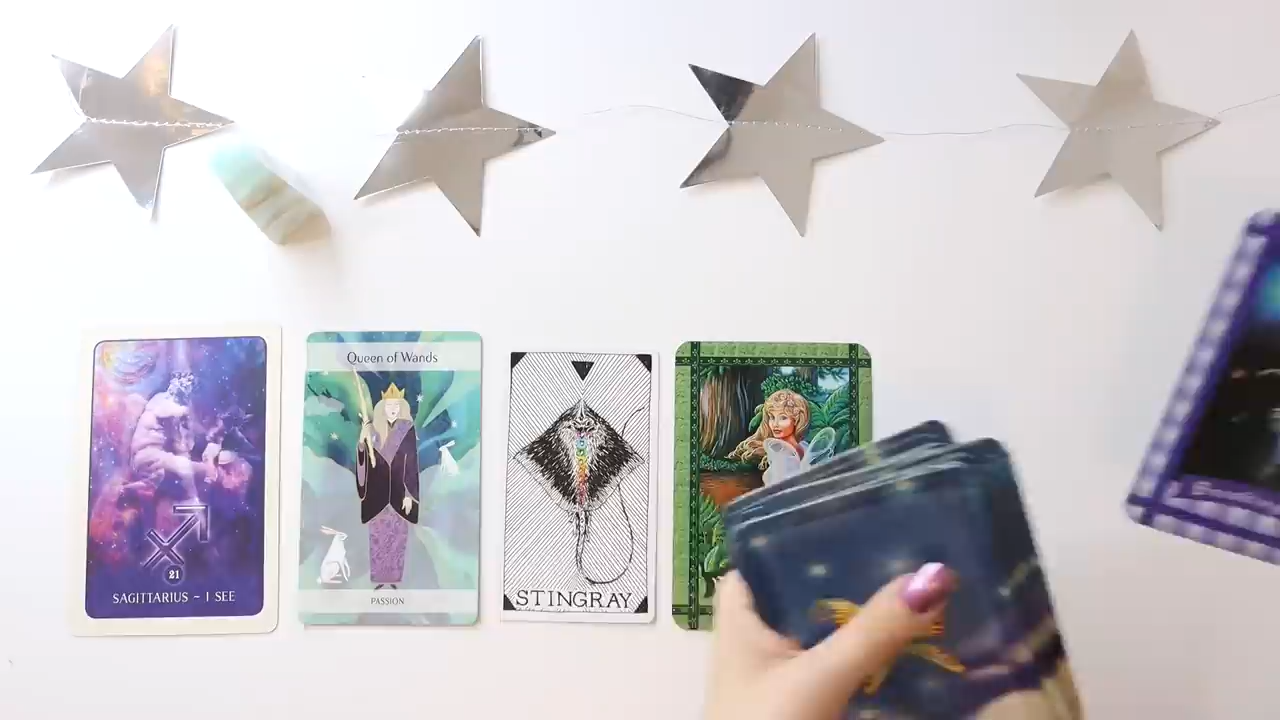 Queen of Wands
21
SAGITTARIUS - I SEE
PASSION
STINGRAY